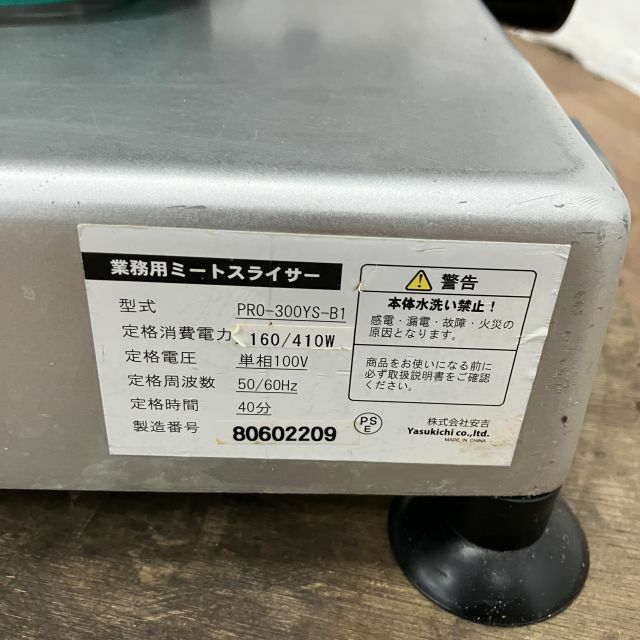 業務用ミートスライサー
型式 PRO-300YS-B1
定格消費電力 160/410W
定格電圧 単相100V
定格周波数 50/60Hz
定格時間 40分
製造番号 80602209
警告
本体水洗い禁止！
感電・漏電・故障・火災の
原因となります。
商品をお使いになる前に
必ず取扱説明書をご確認
ください。
PS
E
株式会社安吉
Yasukichi co.,ltd.
MADE IN CHINA